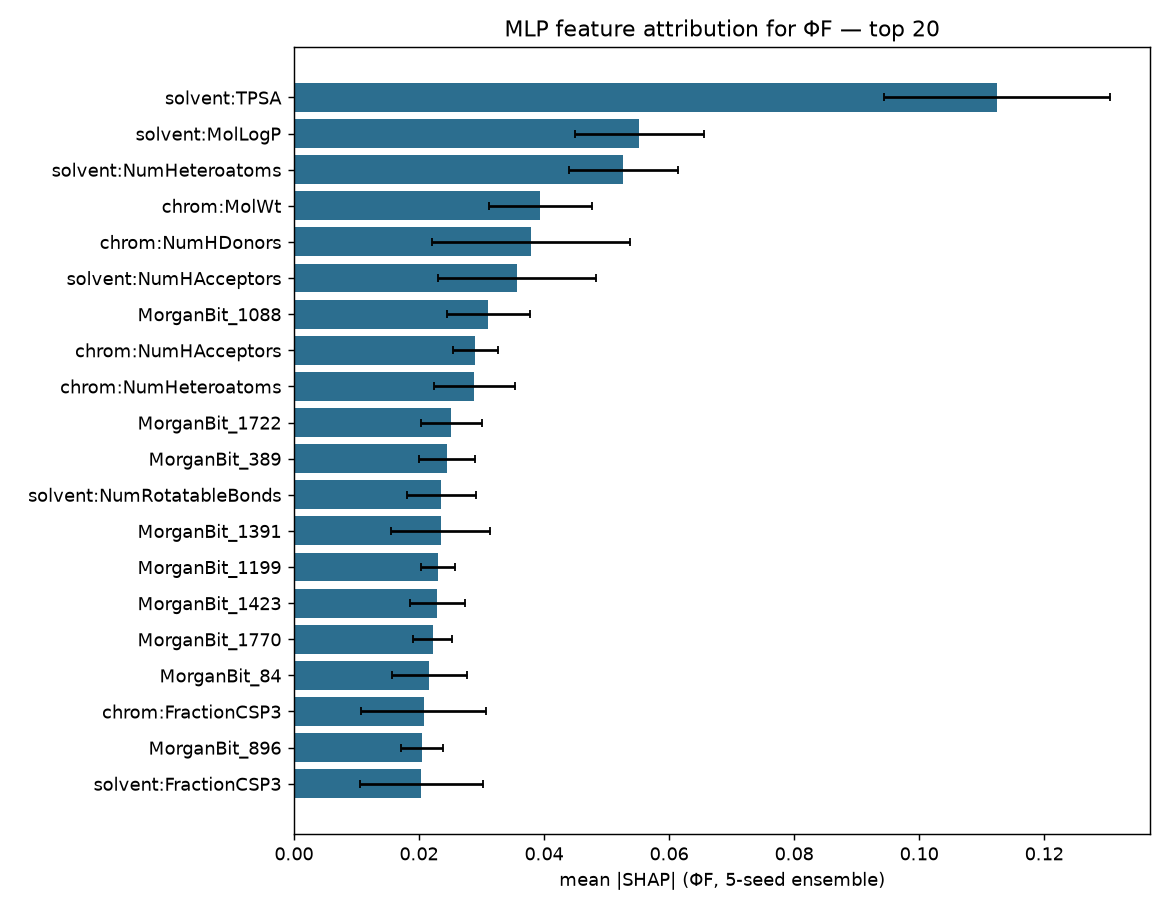 MLP feature attribution for ΦF — top 20
solvent:TPSA
solvent:MolLogP
solvent:NumHeteroatoms
chrom:MolWt
chrom:NumHDonors
solvent:NumHAcceptors
MorganBit_1088
chrom:NumHAcceptors
chrom:NumHeteroatoms
MorganBit_1722
MorganBit_389
solvent:NumRotatableBonds
MorganBit_1391
MorganBit_1199
MorganBit_1423
MorganBit_1770
MorganBit_84
chrom:FractionCSP3
MorganBit_896
solvent:FractionCSP3
0.00 0.02 0.04 0.06 0.08 0.10 0.12
mean |SHAP| (ΦF, 5-seed ensemble)